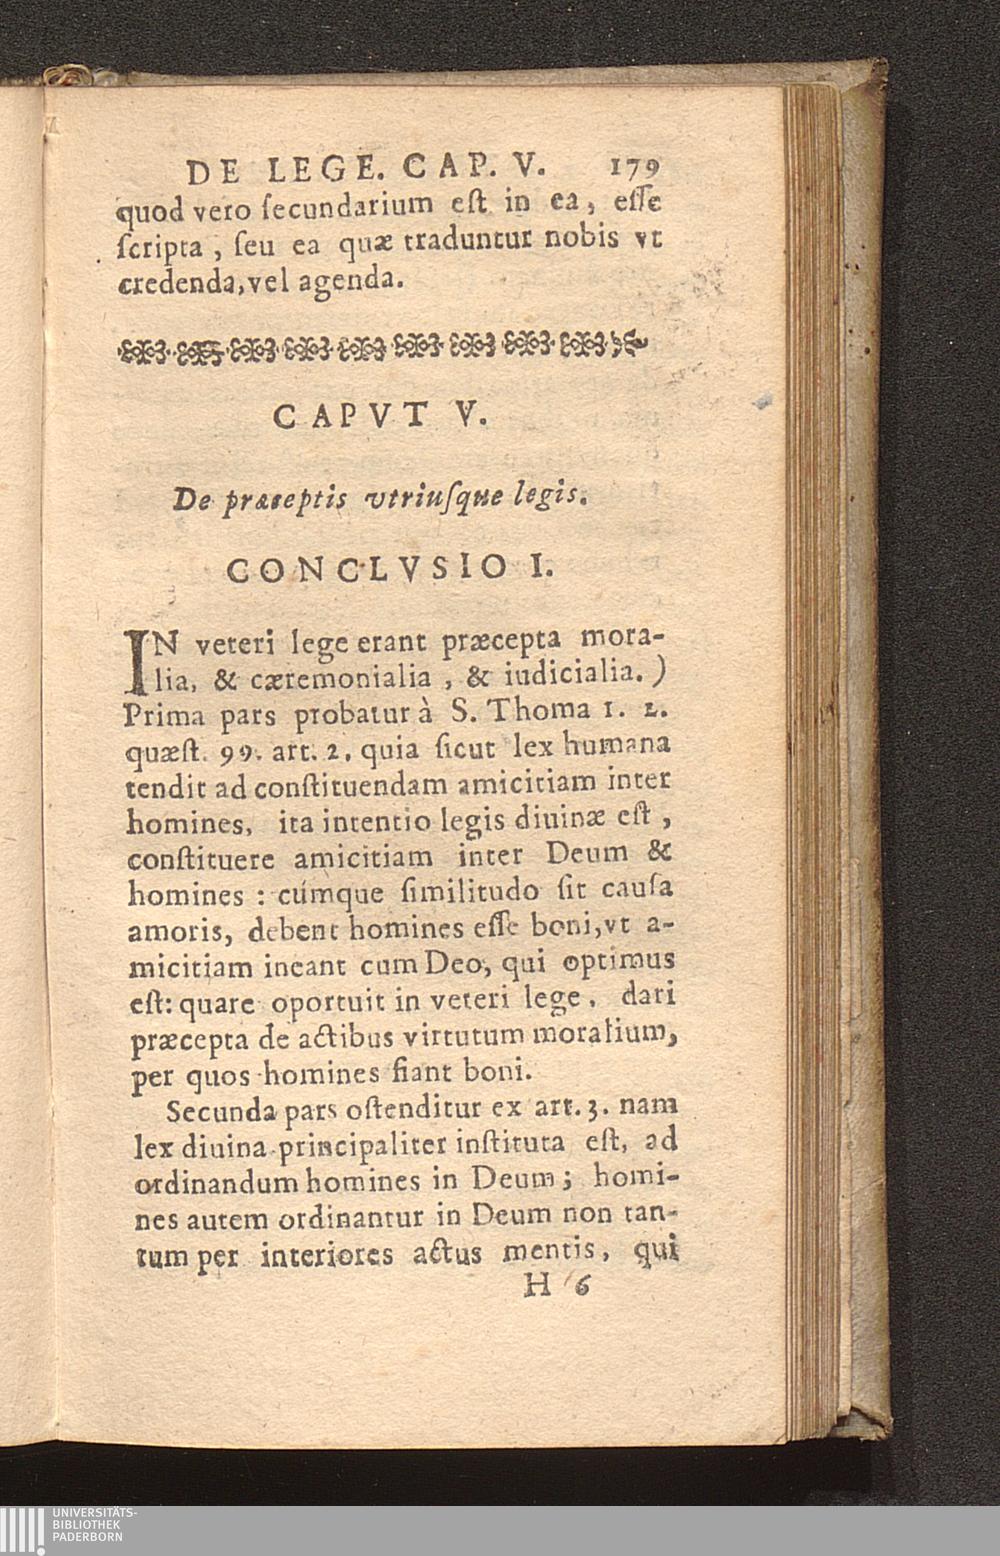 DE LEGE. CAP. V. 179
quod vero ſecundarium eſt in ea, eſſe
ſcripta, ſeu ea quæ traduntur nobis vt
credenda, vel agenda.
CAPVT V.
De præceptis vtriuſque legis.
CONCLVSIO I.
IN veteri lege erant præcepta mora-
lia, & cæremonialia, & iudicialia.)
Prima pars probatur à S. Thoma 1. 2.
quæſt. 99. art. 2, quia ſicut lex humana
tendit ad conſtituendam amicitiam inter
homines, ita intentio legis diuinæ eſt,
conſtituere amicitiam inter Deum &
homines : cúmque ſimilitudo ſit cauſa
amoris, debent homines eſſe boni, vt a-
micitiam ineant cum Deo, qui optimus
eſt: quare oportuit in veteri lege, dari
præcepta de actibus virtutum moralium,
per quos homines fiant boni.
Secunda pars oſtenditur ex art. 3. nam
lex diuina principaliter inſtituta eſt, ad
ordinandum homines in Deum; homi-
nes autem ordinantur in Deum non tan-
tum per interiores actus mentis, qui
H 6
UNIVERSITÄTS-
BIBLIOTHEK
PADERBORN